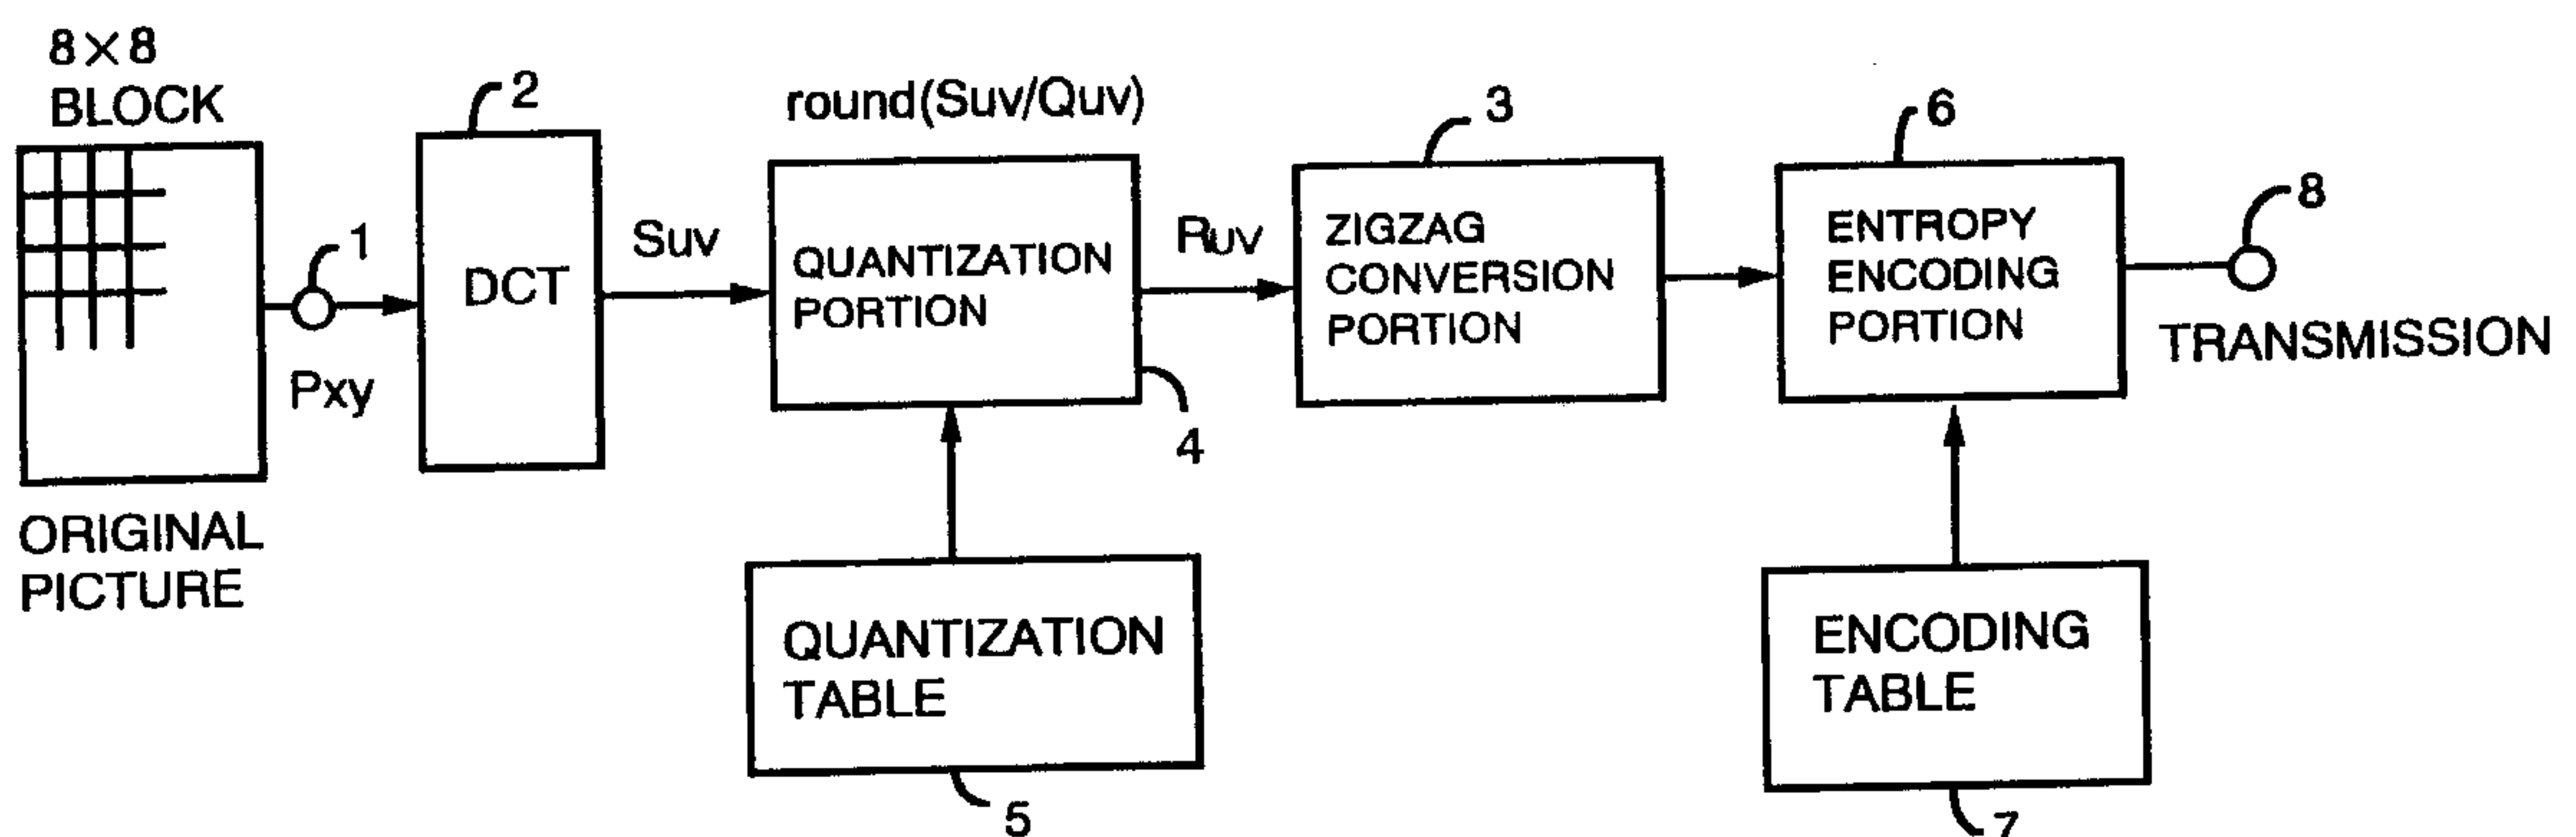 8×8
BLOCK
ORIGINAL
PICTURE
1
Pxy
2
DCT
Suv
round(Suv/Quv)
QUANTIZATION
PORTION
4
QUANTIZATION
TABLE
5
Ruv
3
ZIGZAG
CONVERSION
PORTION
6
ENTROPY
ENCODING
PORTION
ENCODING
TABLE
7
8
TRANSMISSION